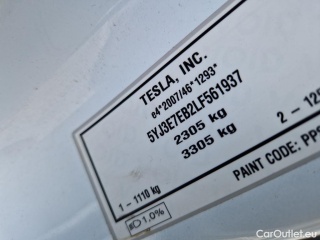 TESLA, INC.
e4*2007/46*1293*
5YJ3E7EB2LF561937
2305 kg
3305 kg
1 - 1110 kg
2 - 125
1.0%
PAINT CODE: PPS
CarOutlet.eu